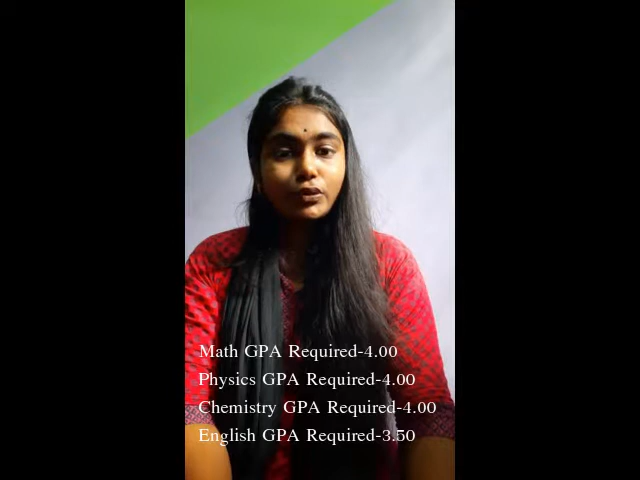 Math GPA Required-4.00
Physics GPA Required-4.00
Chemistry GPA Required-4.00
English GPA Required-3.50